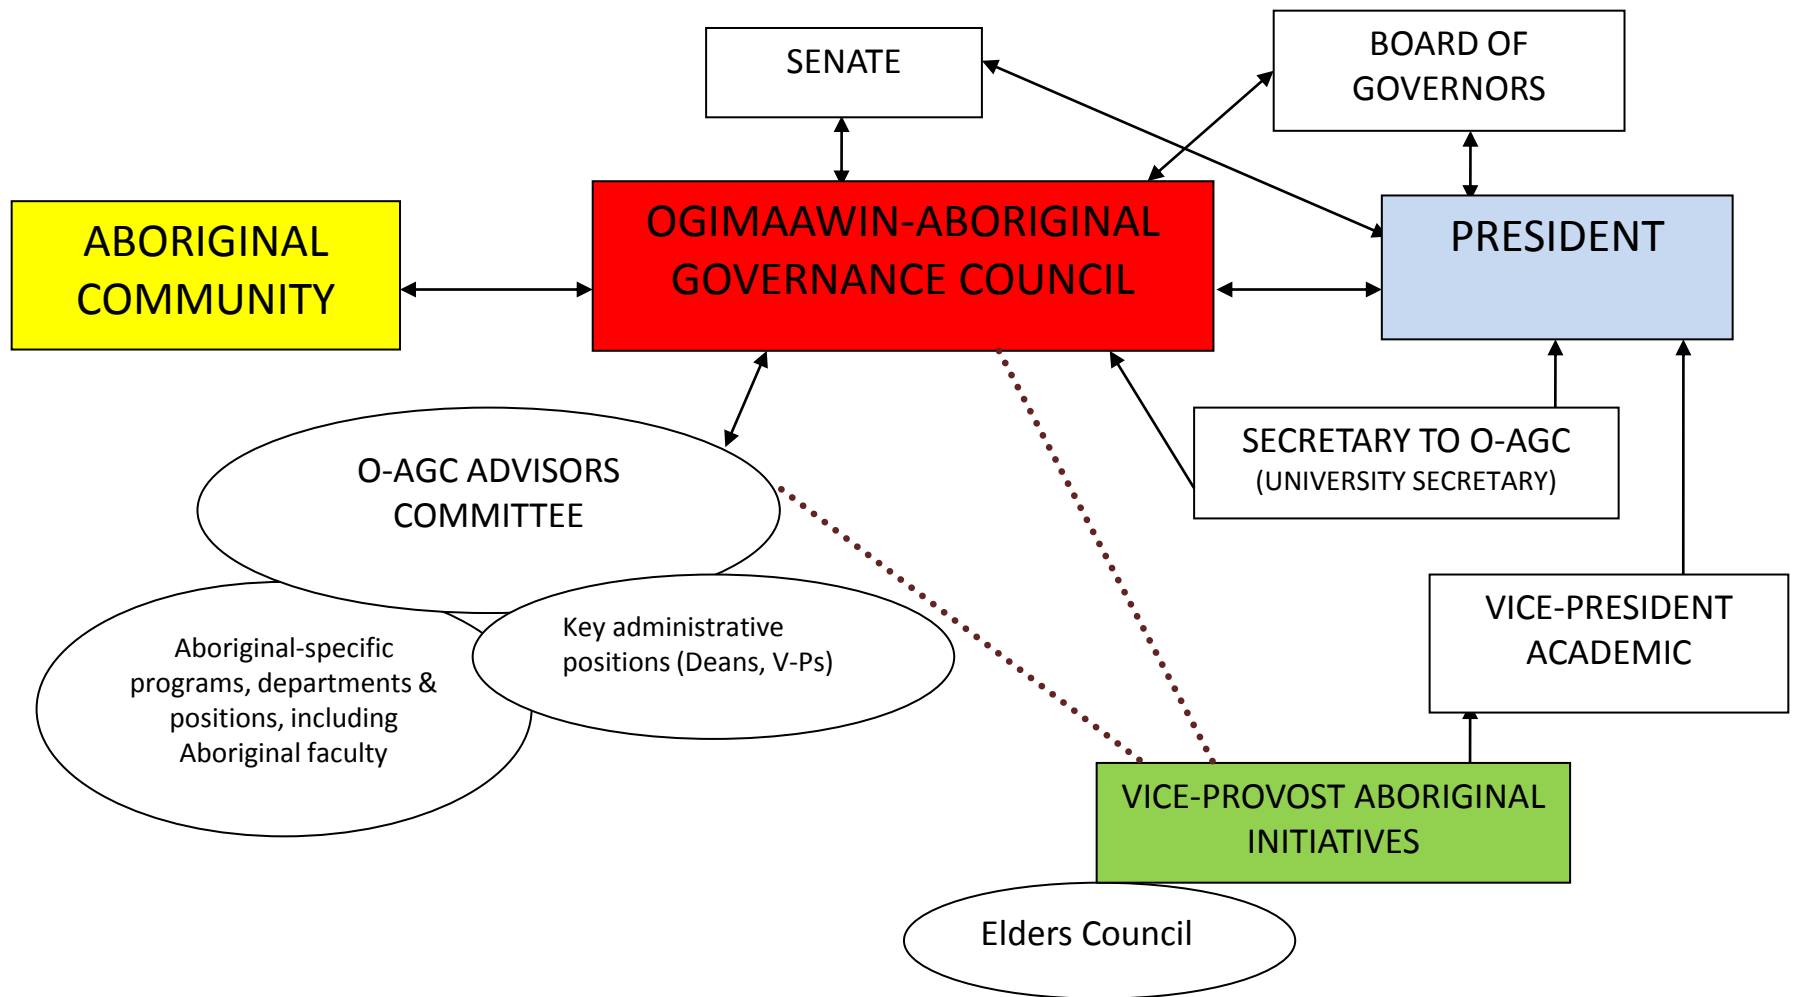 SENATE
BOARD OF
GOVERNORS
ABORIGINAL
COMMUNITY
OGIMAAWIN-ABORIGINAL
GOVERNANCE COUNCIL
PRESIDENT
O-AGC ADVISORS
COMMITTEE
SECRETARY TO O-AGC
(UNIVERSITY SECRETARY)
Aboriginal-specific
programs, departments &
positions, including
Aboriginal faculty
Key administrative
positions (Deans, V-Ps)
VICE-PRESIDENT
ACADEMIC
VICE-PROVOST ABORIGINAL
INITIATIVES
Elders Council